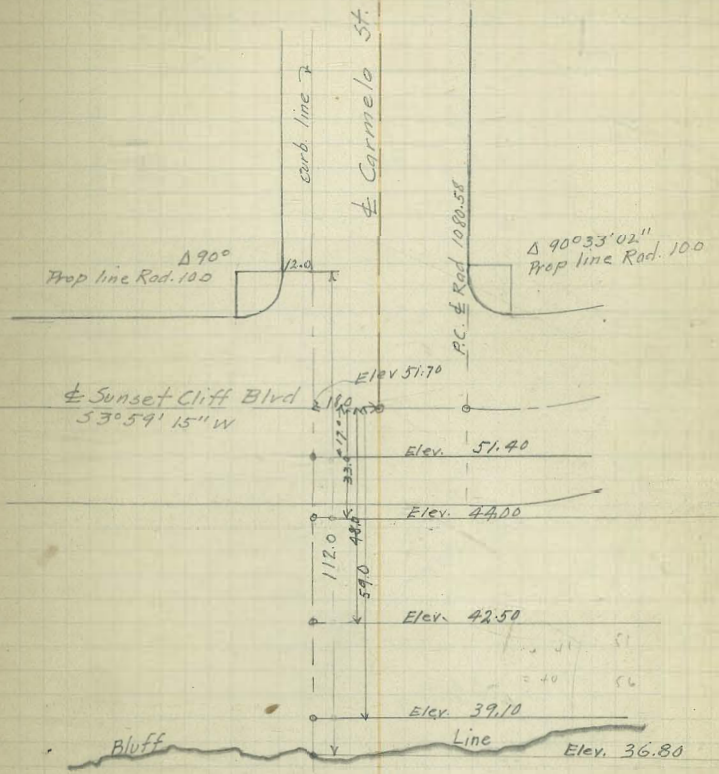 ℄ Carmelo St.
curb. line
P.C. ℄ Rad 1080.58
Δ 90°
Prop line Rad. 10.0
12.0
Δ 90°33'02"
Prop line Rad. 10.0
Elev 51.70
℄ Sunset Cliff Blvd
S 3°59' 15" W
18.0
17.0
Elev. 51.40
33.0
Elev. 44.00
48.0
112.0
59.0
Elev. 42.50
Elev. 39.10
Bluff Line
Elev. 36.80